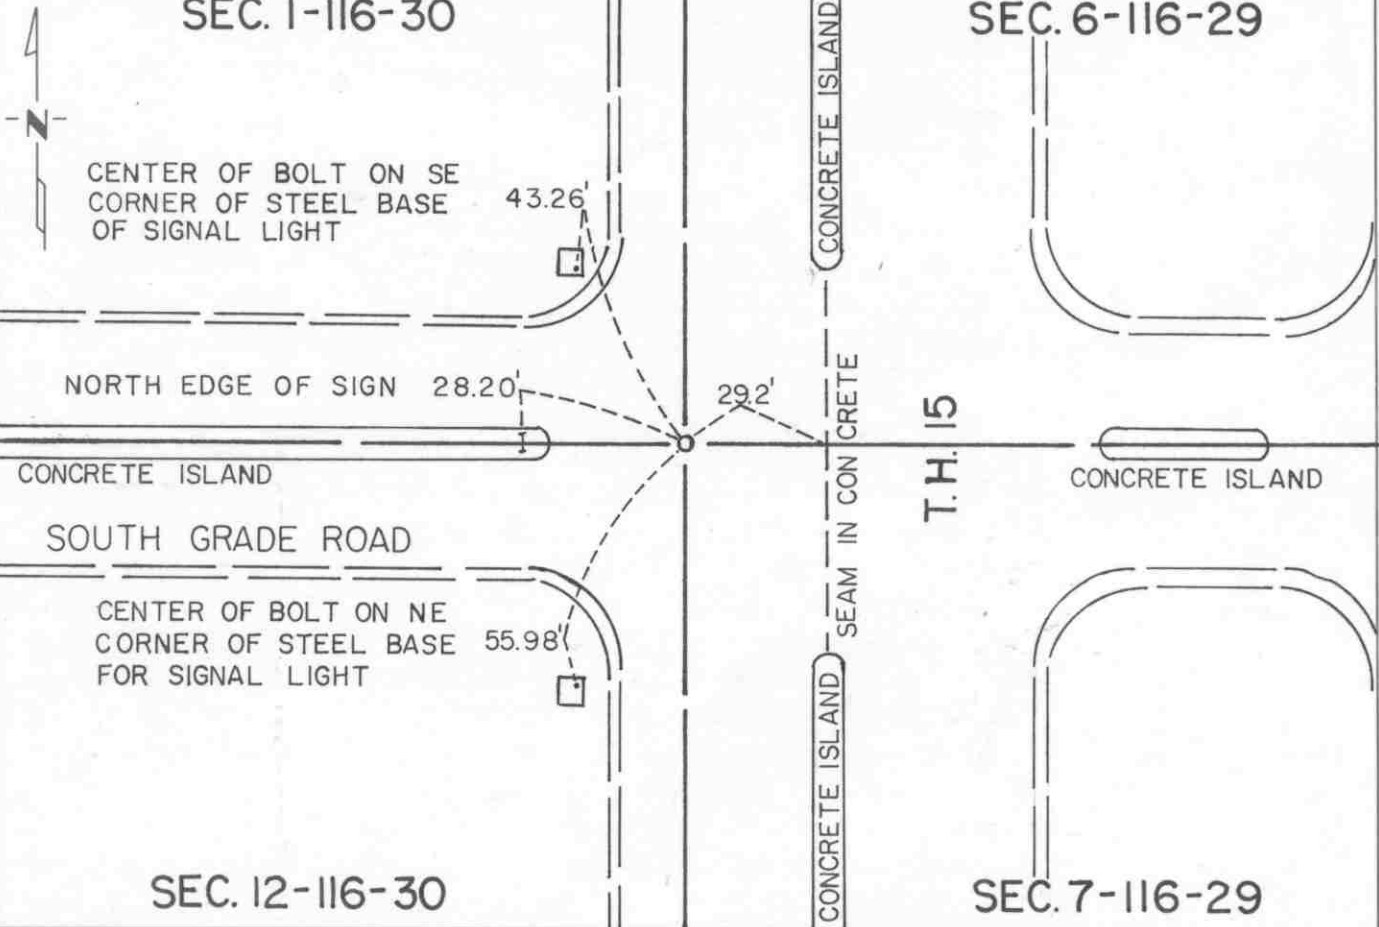 SEC. 1-116-30
SEC. 6-116-29
CONCRETE ISLAND
N
CENTER OF BOLT ON SE
CORNER OF STEEL BASE
OF SIGNAL LIGHT
43.26'
NORTH EDGE OF SIGN 28.20'
29.2'
CONCRETE ISLAND
SEAM IN CON CRETE
T.H. 15
CONCRETE ISLAND
SOUTH GRADE ROAD
CENTER OF BOLT ON NE
CORNER OF STEEL BASE
FOR SIGNAL LIGHT
55.98'
CONCRETE ISLAND
SEC. 12-116-30
SEC. 7-116-29